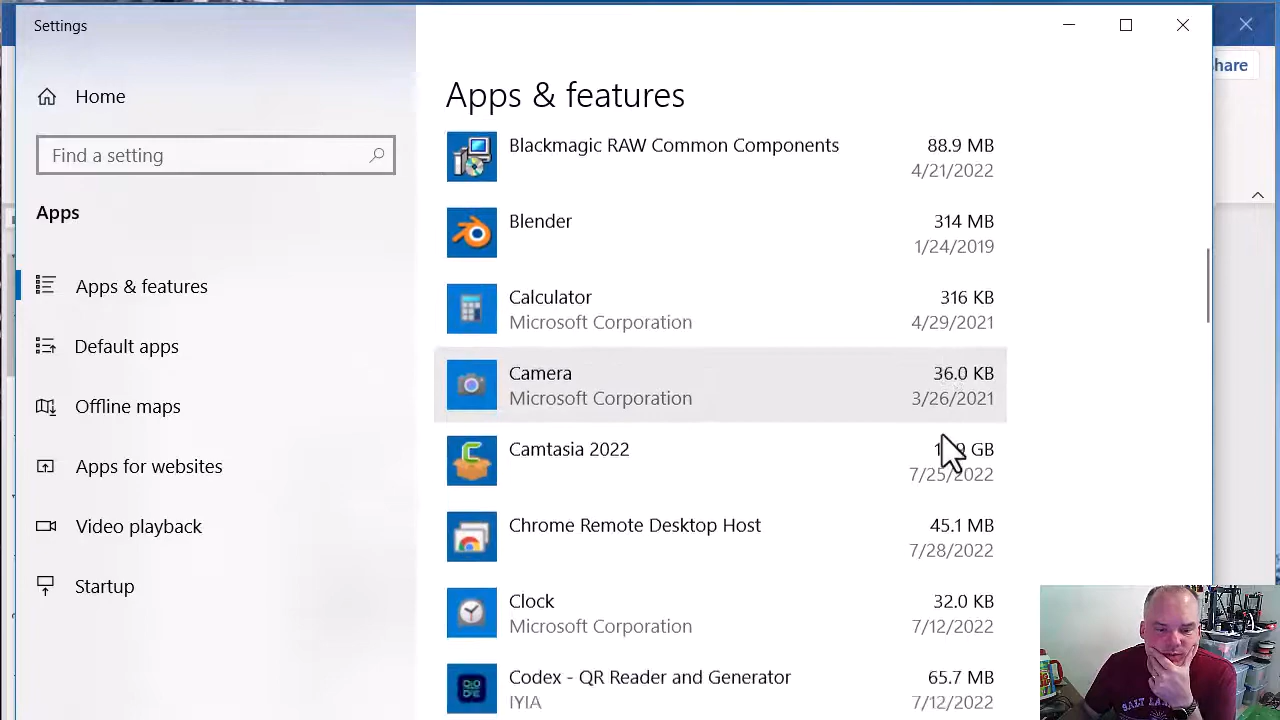 Settings
Share
Home
Find a setting
Apps
Apps & features
Default apps
Offline maps
Apps for websites
Video playback
Startup
Apps & features
Blackmagic RAW Common Components
88.9 MB
4/21/2022
Blender
314 MB
1/24/2019
Calculator
316 KB
Microsoft Corporation
4/29/2021
Camera
36.0 KB
Microsoft Corporation
3/26/2021
Camtasia 2022
GB
7/25/2022
Chrome Remote Desktop Host
45.1 MB
7/28/2022
Clock
32.0 KB
Microsoft Corporation
7/12/2022
Codex - QR Reader and Generator
65.7 MB
IYIA
7/12/2022